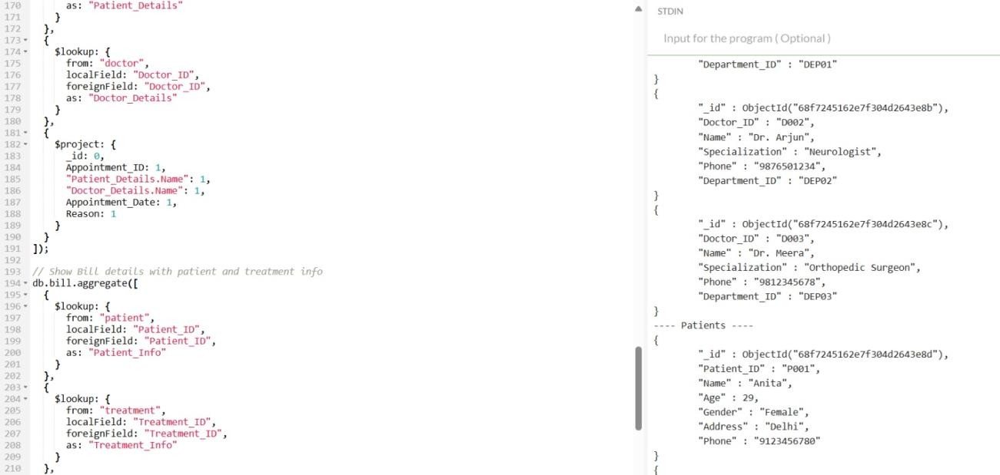 170 as: "Patient_Details"
171 }
172 },
173 {
174 $lookup: {
175 from: "doctor",
176 localField: "Doctor_ID",
177 foreignField: "Doctor_ID",
178 as: "Doctor_Details"
179 }
180 },
181 {
182 $project: {
183 _id: 0,
184 Appointment_ID: 1,
185 "Patient_Details.Name": 1,
186 "Doctor_Details.Name": 1,
187 Appointment_Date: 1,
188 Reason: 1
189 }
190 }
191 ]);
192
193 // Show Bill details with patient and treatment info
194 db.bill.aggregate([
195 {
196 $lookup: {
197 from: "patient",
198 localField: "Patient_ID",
199 foreignField: "Patient_ID",
200 as: "Patient_Info"
201 }
202 },
203 {
204 $lookup: {
205 from: "treatment",
206 localField: "Treatment_ID",
207 foreignField: "Treatment_ID",
208 as: "Treatment_Info"
209 }
210 },
STDIN
Input for the program ( Optional )
"Department_ID" : "DEP01"
}
{
"_id" : ObjectId("68f7245162e7f304d2643e8b"),
"Doctor_ID" : "D002",
"Name" : "Dr. Arjun",
"Specialization" : "Neurologist",
"Phone" : "9876501234",
"Department_ID" : "DEP02"
}
{
"_id" : ObjectId("68f7245162e7f304d2643e8c"),
"Doctor_ID" : "D003",
"Name" : "Dr. Meera",
"Specialization" : "Orthopedic Surgeon",
"Phone" : "9812345678",
"Department_ID" : "DEP03"
}
---- Patients ----
{
"_id" : ObjectId("68f7245162e7f304d2643e8d"),
"Patient_ID" : "P001",
"Name" : "Anita",
"Age" : 29,
"Gender" : "Female",
"Address" : "Delhi",
"Phone" : "9123456780"
}
{